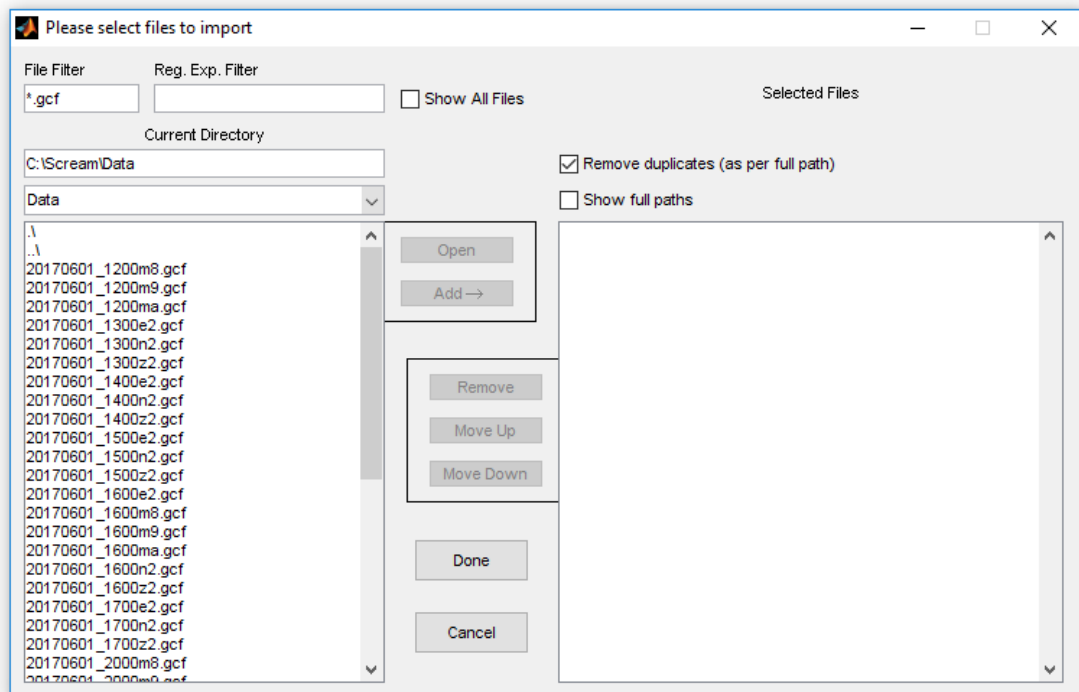 Please select files to import
File Filter
Reg. Exp. Filter
*.gcf
Show All Files
Selected Files
Current Directory
C:\Scream\Data
Remove duplicates (as per full path)
Data
Show full paths
.\
..\
20170601_1200m8.gcf
20170601_1200m9.gcf
20170601_1200ma.gcf
20170601_1300e2.gcf
20170601_1300n2.gcf
20170601_1300z2.gcf
20170601_1400e2.gcf
20170601_1400n2.gcf
20170601_1400z2.gcf
20170601_1500e2.gcf
20170601_1500n2.gcf
20170601_1500z2.gcf
20170601_1600e2.gcf
20170601_1600m8.gcf
20170601_1600m9.gcf
20170601_1600ma.gcf
20170601_1600n2.gcf
20170601_1600z2.gcf
20170601_1700e2.gcf
20170601_1700n2.gcf
20170601_1700z2.gcf
20170601_2000m8.gcf
20170601_2000m9.gcf
Open
Add→
Remove
Move Up
Move Down
Done
Cancel